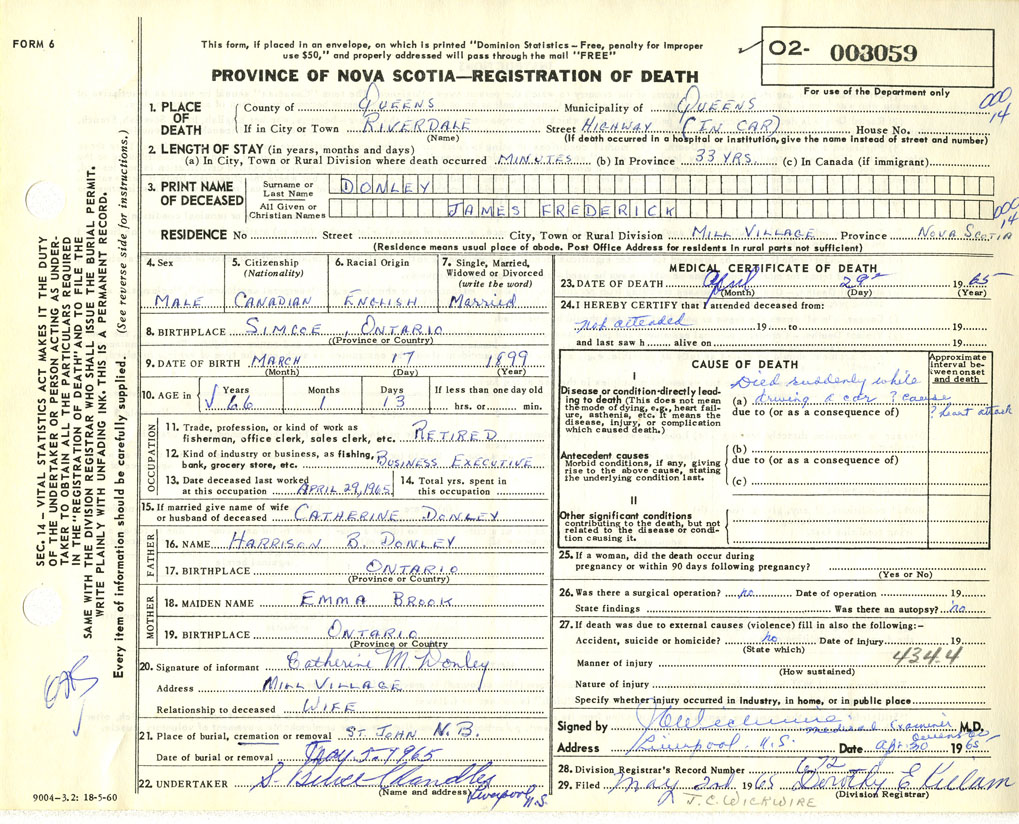 FORM 6
This form, if placed in an envelope, on which is printed "Dominion Statistics – Free, penalty for improper
use $50," and properly addressed will pass through the mail "FREE"
PROVINCE OF NOVA SCOTIA—REGISTRATION OF DEATH
02- 003059
For use of the Department only
000
14
1. PLACE OF DEATH
County of QUEENS Municipality of QUEENS
If in City or Town RIVERDALE Street HIGHWAY (IN CAR) House No.
(Name) (If death occurred in a hospital or institution, give the name instead of street and number)
2. LENGTH OF STAY (in years, months and days)
(a) In City, Town or Rural Division where death occurred MINUTES (b) In Province 33 YRS. (c) In Canada (if immigrant)
3. PRINT NAME OF DECEASED
Surname or Last Name DONLEY
All Given or Christian Names JAMES FREDERICK
000
14
RESIDENCE No Street City, Town or Rural Division MILL VILLAGE Province NOVA SCOTIA
(Residence means usual place of abode. Post Office Address for residents in rural parts not sufficient)
4. Sex
MALE
5. Citizenship
(Nationality)
CANADIAN
6. Racial Origin
ENGLISH
7. Single, Married,
Widowed or Divorced
(write the word)
Married
8. BIRTHPLACE SIMCOE, ONTARIO
(Province or Country)
9. DATE OF BIRTH MARCH 17 1899
(Month) (Day) (Year)
10. AGE in Years Months Days If less than one day old
66 1 13 hrs. or min.
OCCUPATION
11. Trade, profession, or kind of work as
fisherman, office clerk, sales clerk, etc. RETIRED
12. Kind of industry or business, as fishing,
bank, grocery store, etc. BUSINESS EXECUTIVE
13. Date deceased last worked
at this occupation APRIL 29, 1965
14. Total yrs. spent in
this occupation
15. If married give name of wife
or husband of deceased CATHERINE DONLEY
FATHER
16. NAME HARRISON B. DONLEY
17. BIRTHPLACE ONTARIO
(Province or Country)
MOTHER
18. MAIDEN NAME EMMA BROOK
19. BIRTHPLACE ONTARIO
(Province or Country)
20. Signature of informant Catherine M Donley
Address MILL VILLAGE
Relationship to deceased WIFE
21. Place of burial, cremation or removal ST. JOHN N.B.
Date of burial or removal May 5-1965
22. UNDERTAKER
(Name and address) Liverpool N.S.
9004-3.2: 18-5-60
MEDICAL CERTIFICATE OF DEATH
23. DATE OF DEATH April 29 1965
(Month) (Day) (Year)
24. I HEREBY CERTIFY that I attended deceased from:
not attended 19 to 19
and last saw h alive on 19
CAUSE OF DEATH
Approximate
interval be-
tween onset
and death
I
Disease or condition directly lead-
ing to death (This does not mean
the mode of dying, e.g., heart fail-
ure, asthenia, etc. It means the
disease, injury, or complication
which caused death.)
Died suddenly while
(a) driving a car ? cause
due to (or as a consequence of) ? heart attack
Antecedent causes
Morbid conditions, if any, giving
rise to the above cause, stating
the underlying condition last.
(b)
due to (or as a consequence of)
(c)
II
Other significant conditions
contributing to the death, but not
related to the disease or condi-
tion causing it.
25. If a woman, did the death occur during
pregnancy or within 90 days following pregnancy?
(Yes or No)
26. Was there a surgical operation? no Date of operation 19
State findings Was there an autopsy? no
27. If death was due to external causes (violence) fill in also the following:-
Accident, suicide or homicide? no Date of injury 19
(State which)
434.4
Manner of injury
(How sustained)
Nature of injury
Specify whether injury occurred in industry, in home, or in public place
Signed by J C Wickwire medical Examiner M.D.
Address Liverpool, N.S. Date apr. 30 1965
28. Division Registrar's Record Number 672
29. Filed May 2nd 1965 Dorothy E Killam
(Division Registrar)
J.C. WICKWIRE
SEC. 14 – VITAL STATISTICS ACT MAKES IT THE DUTY
OF THE UNDERTAKER OR PERSON ACTING AS UNDER-
TAKER TO OBTAIN ALL THE PARTICULARS REQUIRED
IN THE "REGISTRATION OF DEATH" AND TO FILE THE
SAME WITH THE DIVISION REGISTRAR WHO SHALL ISSUE THE BURIAL PERMIT.
WRITE PLAINLY WITH UNFADING INK. THIS IS A PERMANENT RECORD.
Every item of information should be carefully supplied. (See reverse side for instructions.)